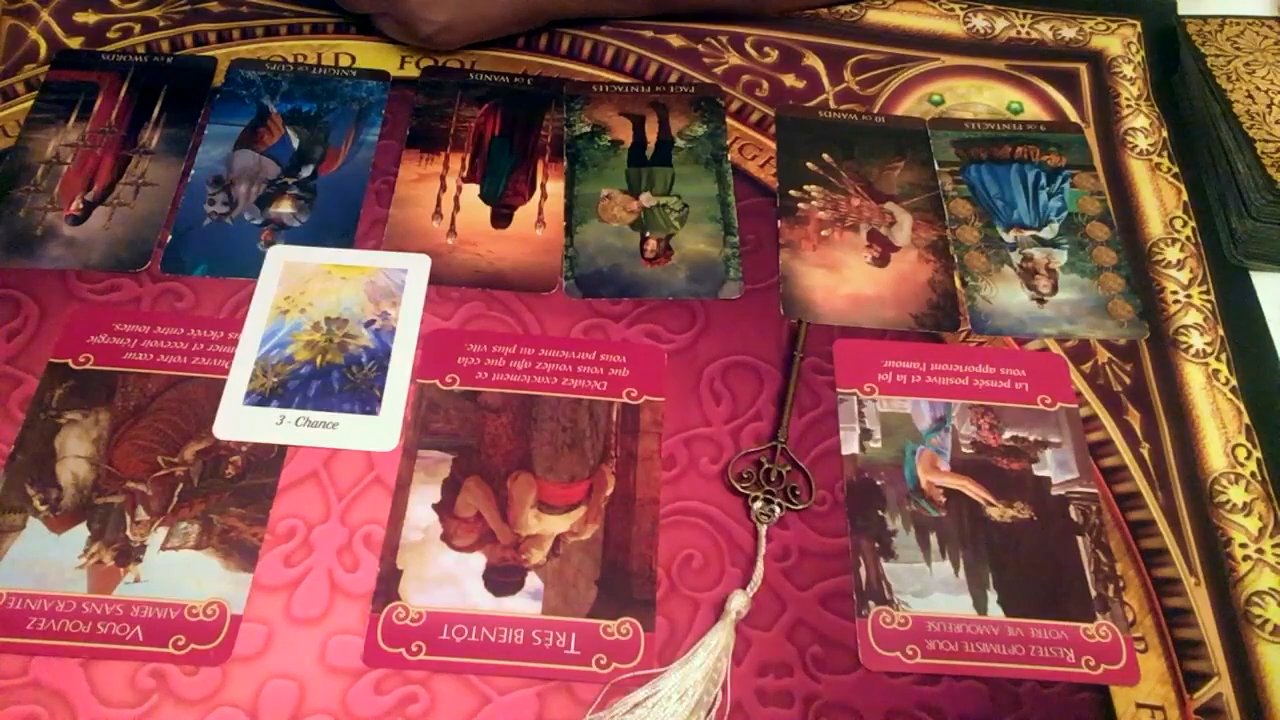 WORLD
FOOL
8 OF SWORDS
KNIGHT OF CUPS
3 OF WANDS
PAGE OF PENTACLES
10 OF WANDS
9 OF PENTACLES
3 - Chance
VOUS POUVEZ
AIMER SANS CRAINTE
Ouvrez votre cœur
et recevoir l'énergie
élevée entre toutes.
TRÈS BIENTÔT
Décidez exactement ce
que vous voulez afin que cela
vous parvienne au plus vite.
RESTEZ OPTIMISTE POUR
VOTRE VIE AMOUREUSE
La pensée positive et la foi
vous apporteront l'amour.